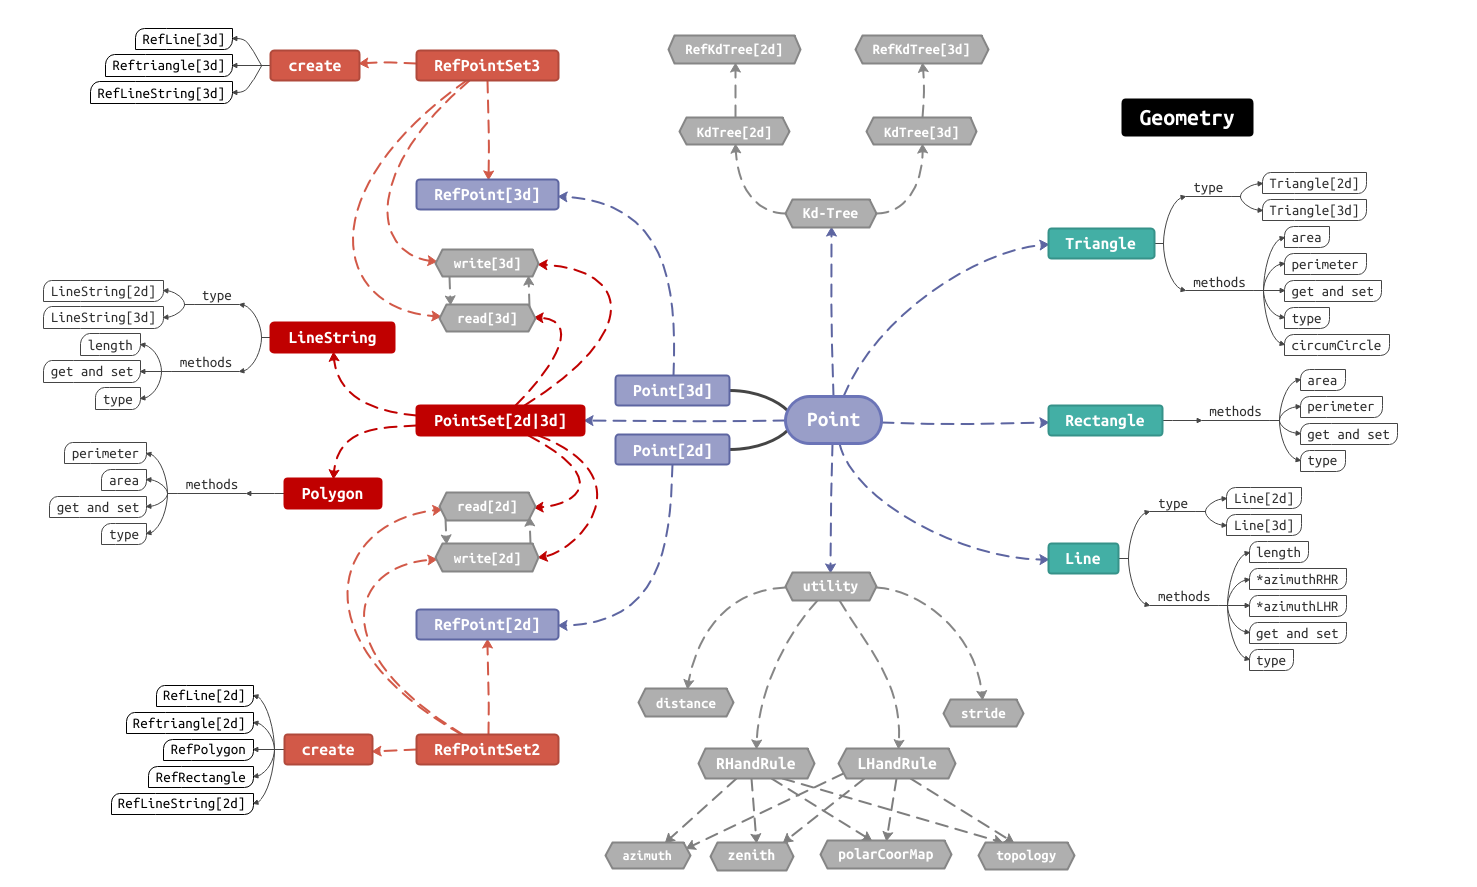 Geometry
RefLine[3d]
Reftriangle[3d]
RefLineString[3d]
create
RefPointSet3
RefPoint[3d]
write[3d]
read[3d]
LineString[2d]
LineString[3d]
type
length
get and set
type
methods
LineString
PointSet[2d|3d]
perimeter
area
get and set
type
methods
Polygon
read[2d]
write[2d]
RefPoint[2d]
RefLine[2d]
Reftriangle[2d]
RefPolygon
RefRectangle
RefLineString[2d]
create
RefPointSet2
RefKdTree[2d]
RefKdTree[3d]
KdTree[2d]
KdTree[3d]
Kd-Tree
Point[3d]
Point
Point[2d]
utility
distance
stride
RHandRule
LHandRule
azimuth
zenith
polarCoorMap
topology
Triangle
type
Triangle[2d]
Triangle[3d]
methods
area
perimeter
get and set
type
circumCircle
Rectangle
methods
area
perimeter
get and set
type
Line
type
Line[2d]
Line[3d]
methods
length
*azimuthRHR
*azimuthLHR
get and set
type